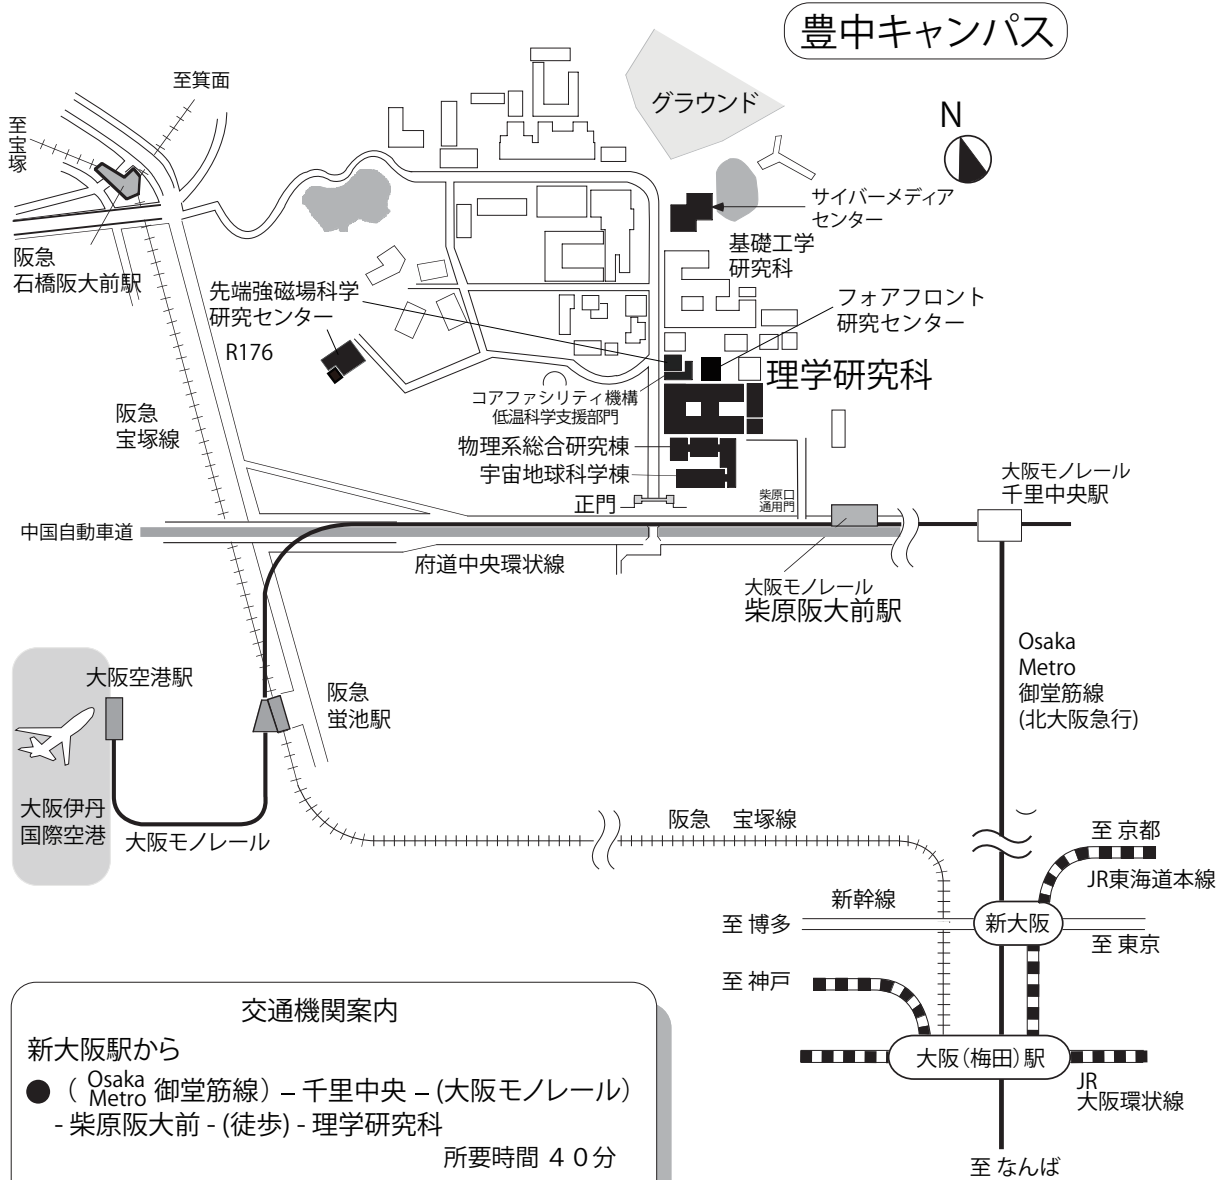 豊中キャンパス
至箕面
至宝塚
グラウンド
N
サイバーメディア
センター
阪急
石橋阪大前駅
基礎工学
研究科
先端強磁場科学
研究センター
フォアフロント
研究センター
R176
理学研究科
コアファシリティ機構
低温科学支援部門
阪急
宝塚線
物理系総合研究棟
宇宙地球科学棟
正門
柴原口
通用門
大阪モノレール
千里中央駅
中国自動車道
府道中央環状線
大阪モノレール
柴原阪大前駅
Osaka
Metro
御堂筋線
(北大阪急行)
大阪空港駅
阪急
蛍池駅
大阪伊丹
国際空港
大阪モノレール
阪急 宝塚線
至 京都
JR東海道本線
新幹線
至 博多
新大阪
至 東京
至 神戸
大阪(梅田)駅
JR
大阪環状線
至 なんば
交通機関案内
新大阪駅から
●（Osaka Metro 御堂筋線）– 千里中央 – (大阪モノレール)
- 柴原阪大前 - (徒歩) - 理学研究科
所要時間 ４０分